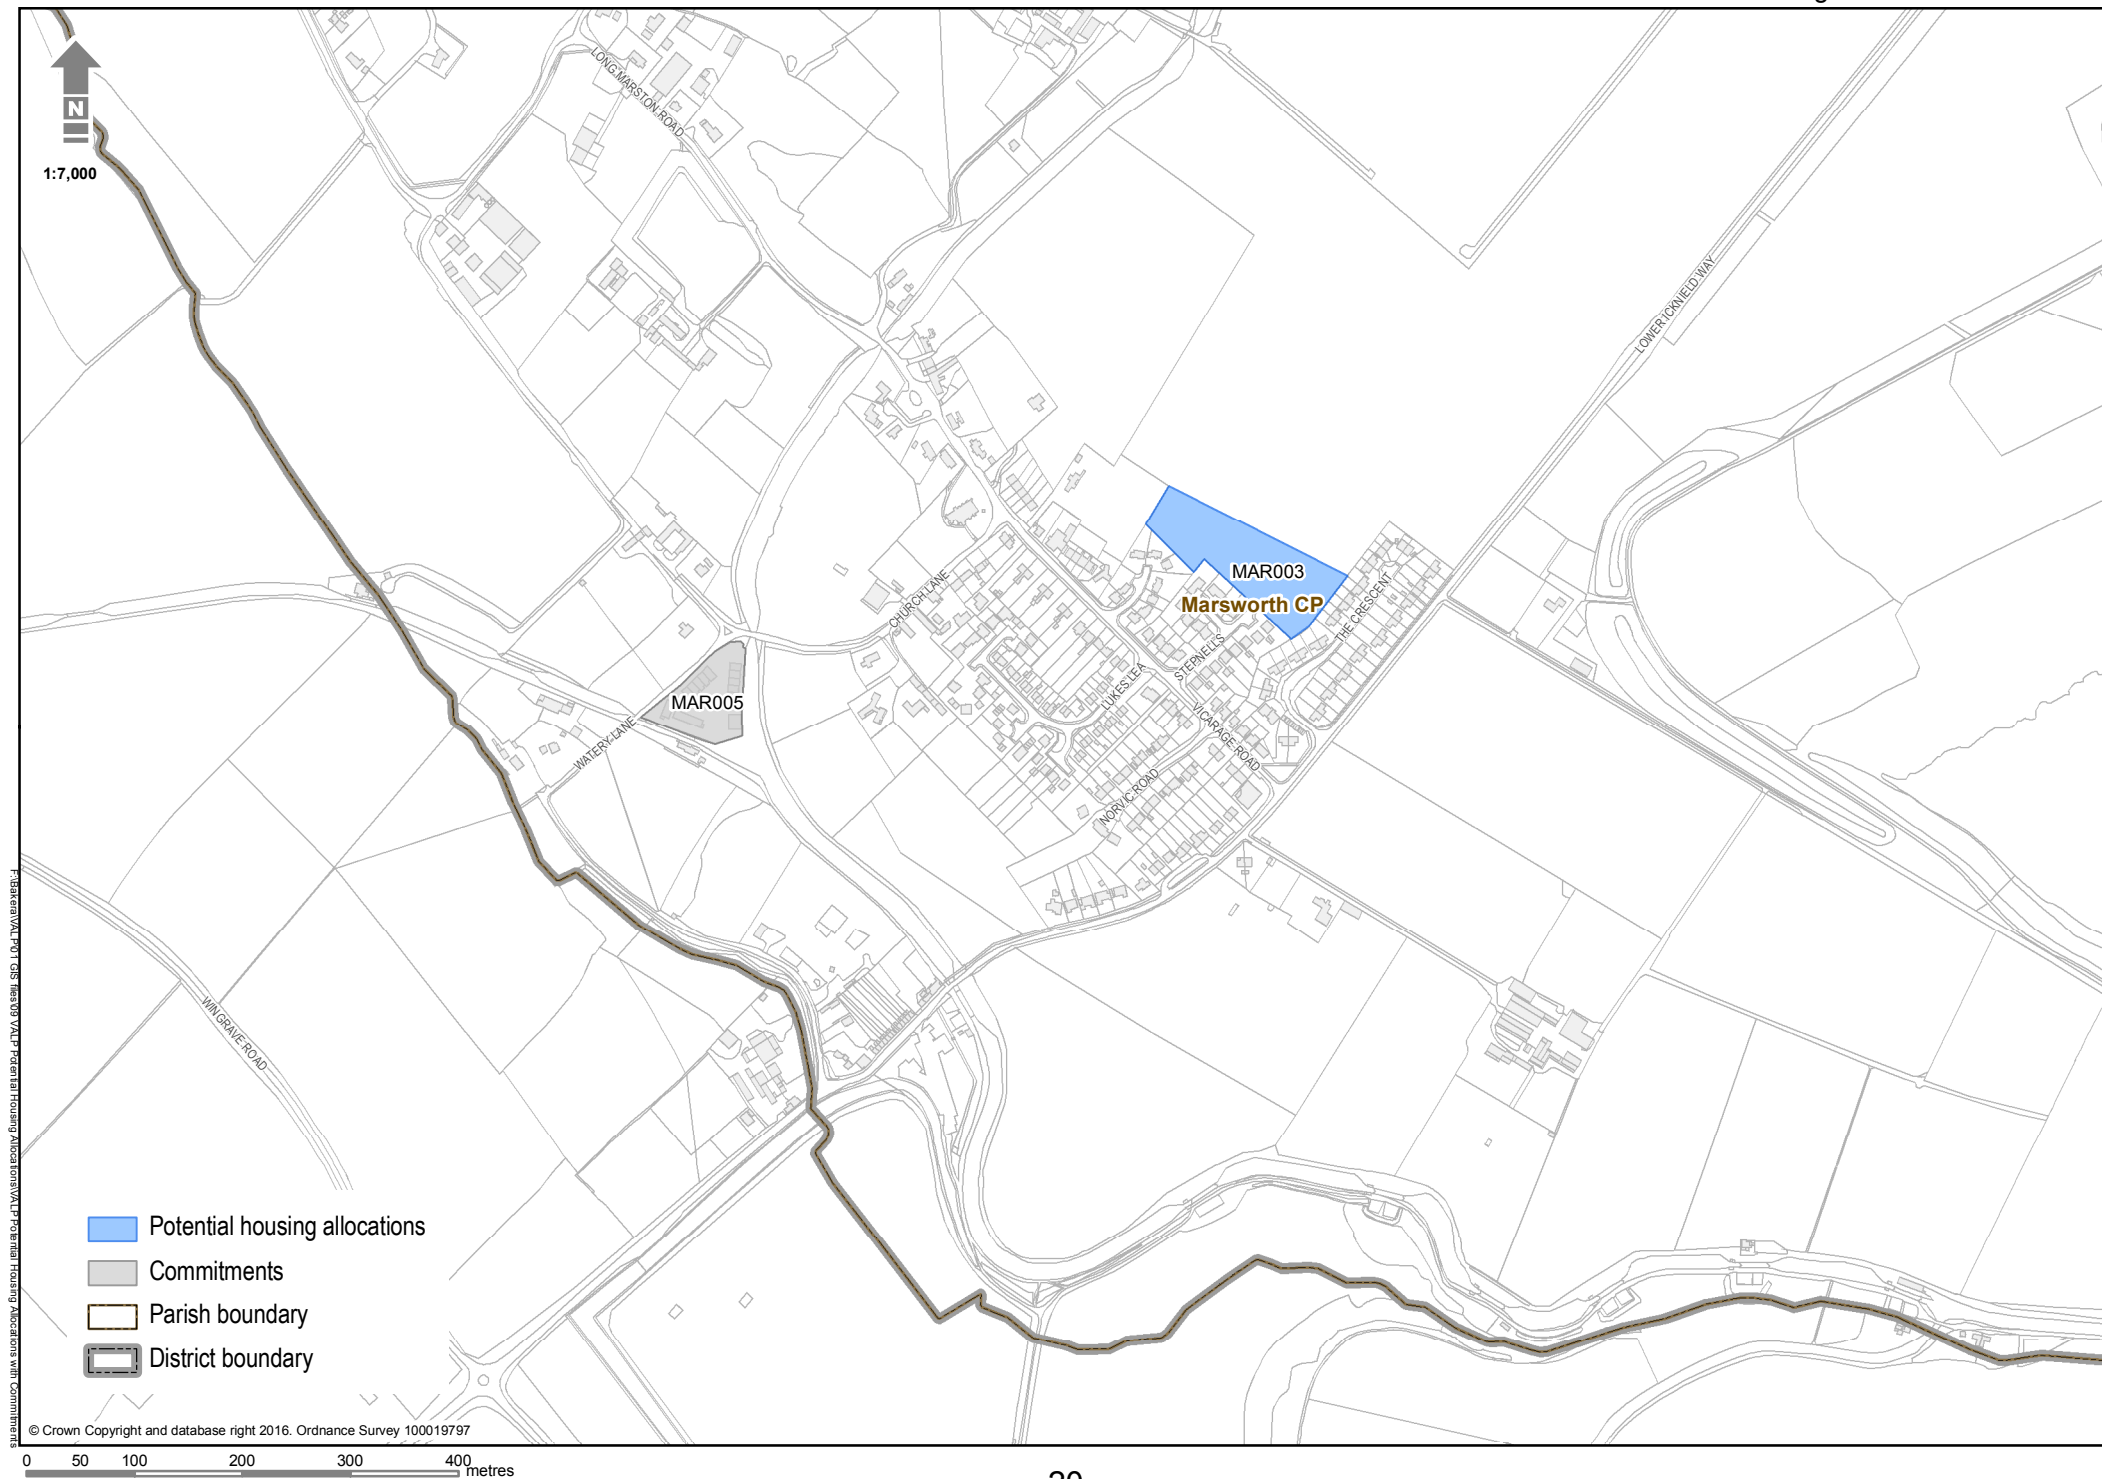 N
1:7,000
LONG MARSTON ROAD
LOWER ICKNIELD WAY
MAR003
Marsworth CP
CHURCH LANE
THE CRESCENT
STEPNELLS
LUKES LEA
MAR005
WATERY LANE
VICARAGE ROAD
NORVIC ROAD
WINGRAVE ROAD
Potential housing allocations
Commitments
Parish boundary
District boundary
© Crown Copyright and database right 2016. Ordnance Survey 100019797
0 50 100 200 300 400 metres